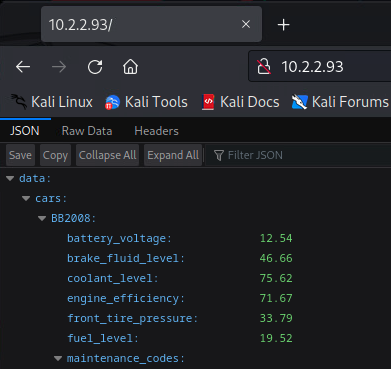 10.2.2.93/
10.2.2.93
Kali Linux Kali Tools Kali Docs Kali Forums
JSON Raw Data Headers
Save Copy Collapse All Expand All Filter JSON
data:
cars:
BB2008:
battery_voltage: 12.54
brake_fluid_level: 46.66
coolant_level: 75.62
engine_efficiency: 71.67
front_tire_pressure: 33.79
fuel_level: 19.52
maintenance_codes: